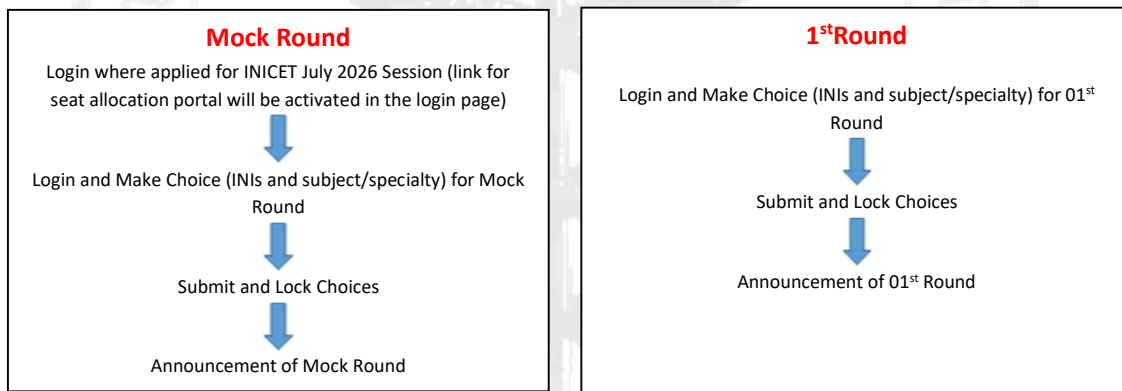 Mock Round
Login where applied for INICET July 2026 Session (link for
seat allocation portal will be activated in the login page)
Login and Make Choice (INIs and subject/specialty) for Mock
Round
Submit and Lock Choices
Announcement of Mock Round
1stRound
Login and Make Choice (INIs and subject/specialty) for 01st
Round
Submit and Lock Choices
Announcement of 01st Round